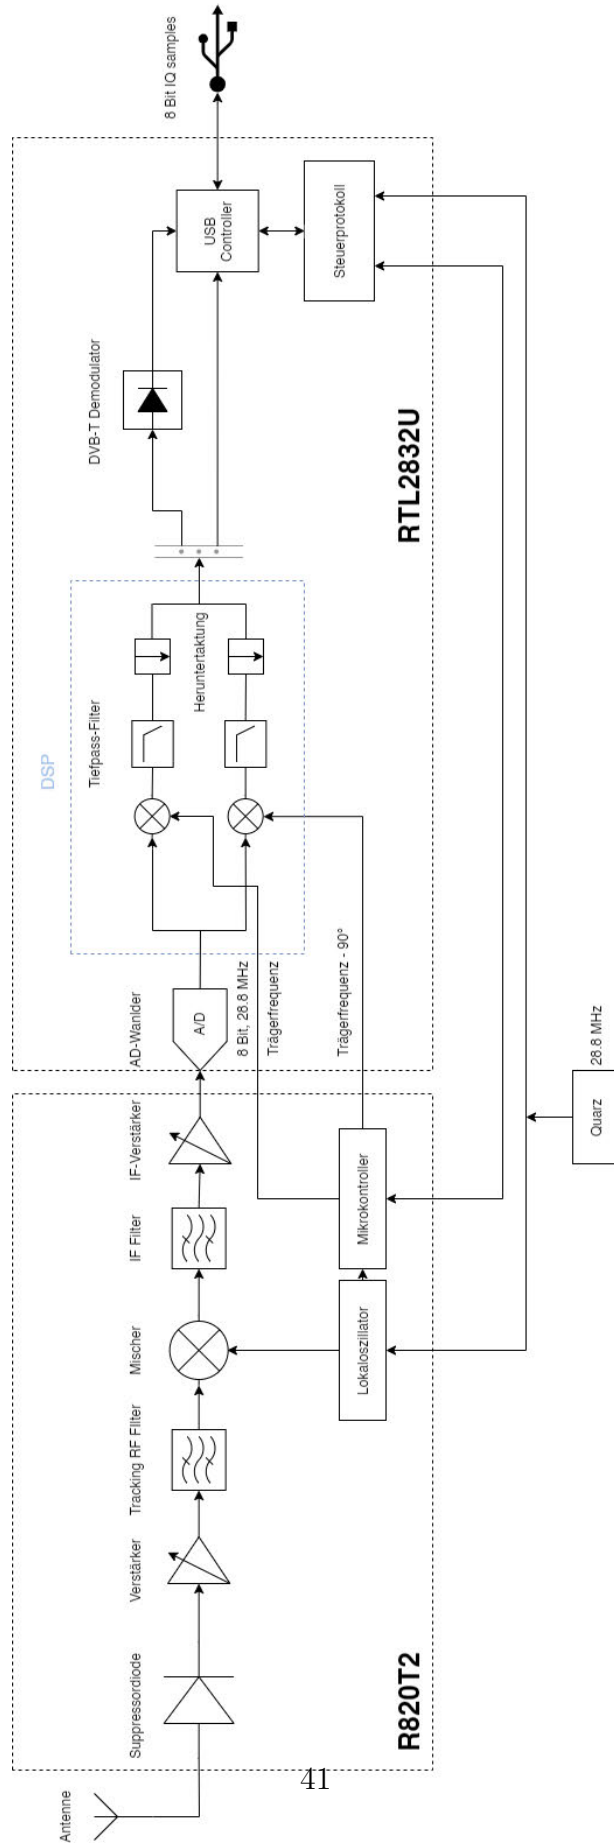 Antenne
R820T2
Suppressordiode
Verstärker
Tracking RF Filter
Mischer
IF Filter
IF-Verstärker
Lokaloszillator
Mikrokontroller
Quarz
28.8 MHz
AD-Wanlder
A/D
8 Bit, 28.8 MHz
Trägerfrequenz
Trägerfrequenz - 90°
DSP
Tiefpass-Filter
Heruntertaktung
RTL2832U
DVB-T Demodulator
USB
Controller
Steuerprotokoll
8 Bit IQ samples
41